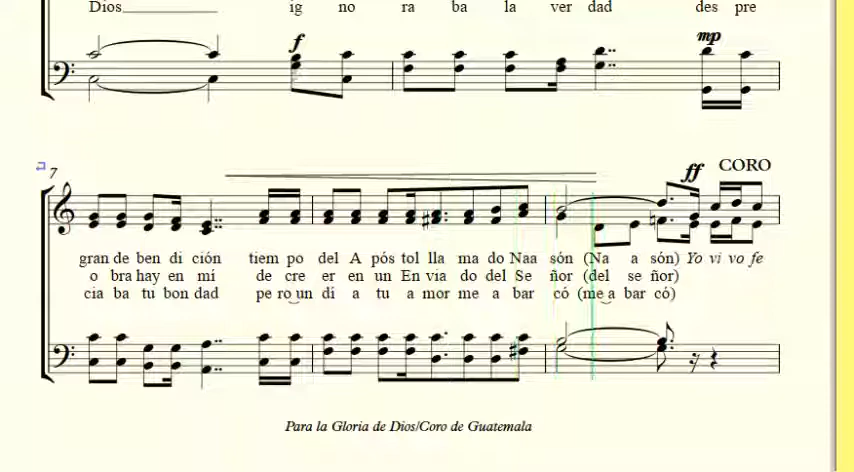 Dios ig no ra ba la ver dad des pre
f
mp
7
ff CORO
gran de ben di ción tiem po del A pós tol lla ma do Naa són (Na a són) Yo vi vo fe
o bra hay en mí de cre er en un En via do del Se ñor (del se ñor)
cia ba tu bon dad pe ro un dí a tu a mor me a bar có (me a bar có)
Para la Gloria de Dios/Coro de Guatemala